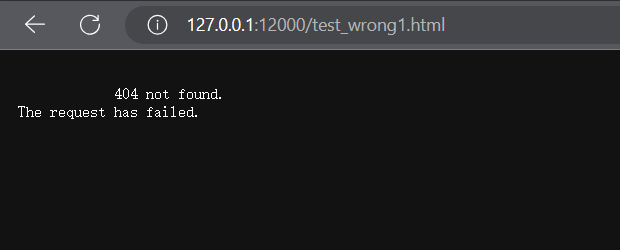 127.0.0.1:12000/test_wrong1.html
404 not found.
The request has failed.